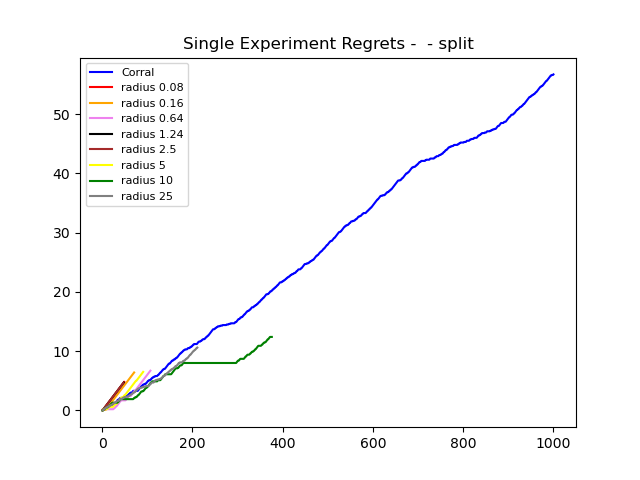 Single Experiment Regrets -  - split
Corral
radius 0.08
radius 0.16
radius 0.64
radius 1.24
radius 2.5
radius 5
radius 10
radius 25
50
40
30
20
10
0
0 200 400 600 800 1000